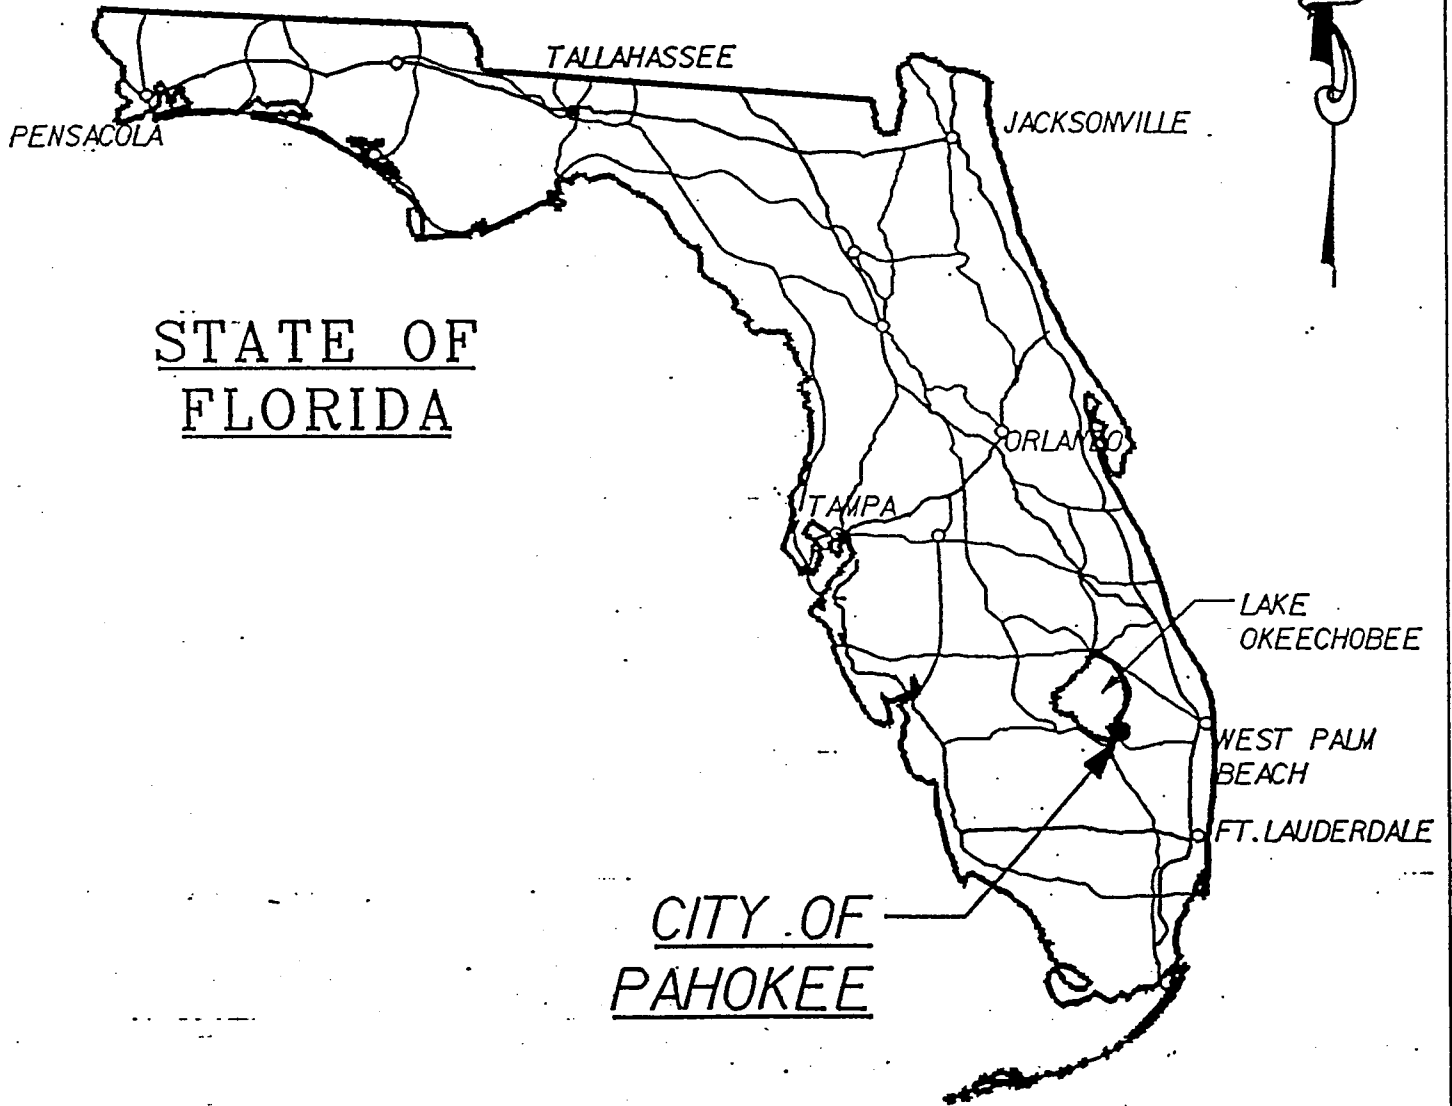 TALLAHASSEE
PENSACOLA
JACKSONVILLE
STATE OF
FLORIDA
ORLANDO
TAMPA
LAKE
OKEECHOBEE
WEST PALM
BEACH
FT. LAUDERDALE
CITY OF
PAHOKEE